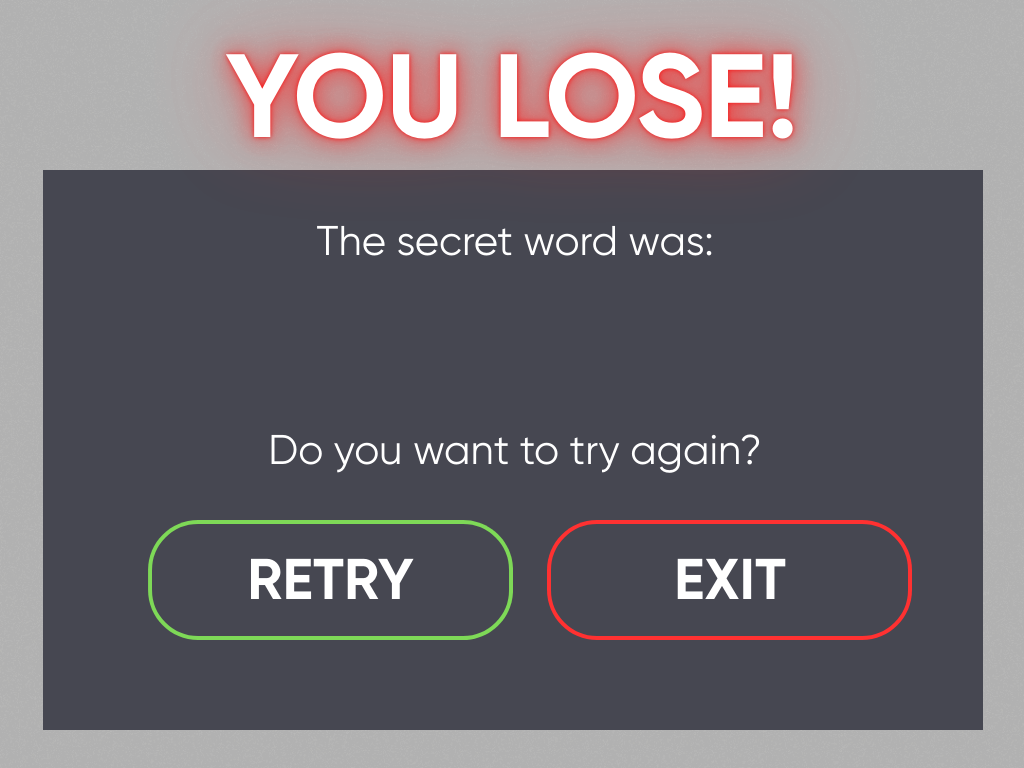 YOU LOSE!
The secret word was:
Do you want to try again?
RETRY
EXIT